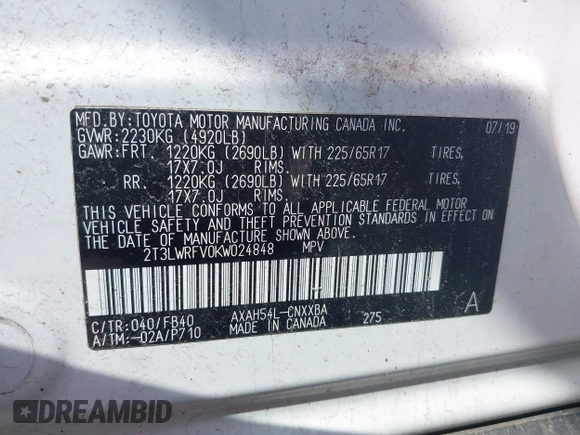 MFD.BY:TOYOTA MOTOR MANUFACTURING CANADA INC. 07/19
GVWR:2230KG (4920LB)
GAWR:FRT. 1220KG (2690LB) WITH 225/65R17 TIRES,
17X7.0J RIMS.
RR. 1220KG (2690LB) WITH 225/65R17 TIRES,
17X7.0J RIMS.
THIS VEHICLE CONFORMS TO ALL APPLICABLE FEDERAL MOTOR
VEHICLE SAFETY AND THEFT PREVENTION STANDARDS IN EFFECT ON
THE DATE OF MANUFACTURE SHOWN ABOVE.
2T3LWRFV0KW024848 MPV
C/TR:040/FB40 AXAH54L-CNXXBA 275 A
A/TM:-02A/P710 MADE IN CANADA
DREAMBID